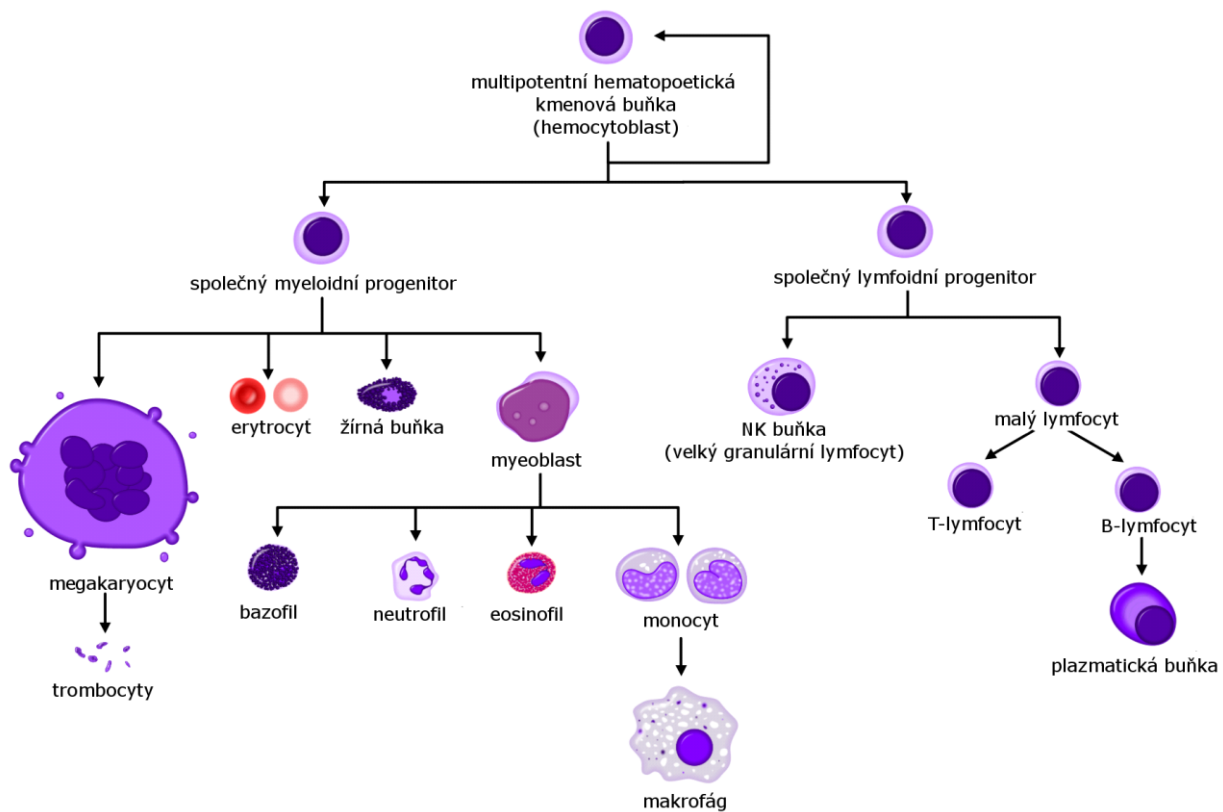 multipotentní hematopoetická
kmenová buňka
(hemocytoblast)
společný myeloidní progenitor
společný lymfoidní progenitor
erytrocyt
žírná buňka
myeoblast
NK buňka
(velký granulární lymfocyt)
malý lymfocyt
T-lymfocyt
B-lymfocyt
megakaryocyt
bazofil
neutrofil
eosinofil
monocyt
plazmatická buňka
trombocyty
makrofág